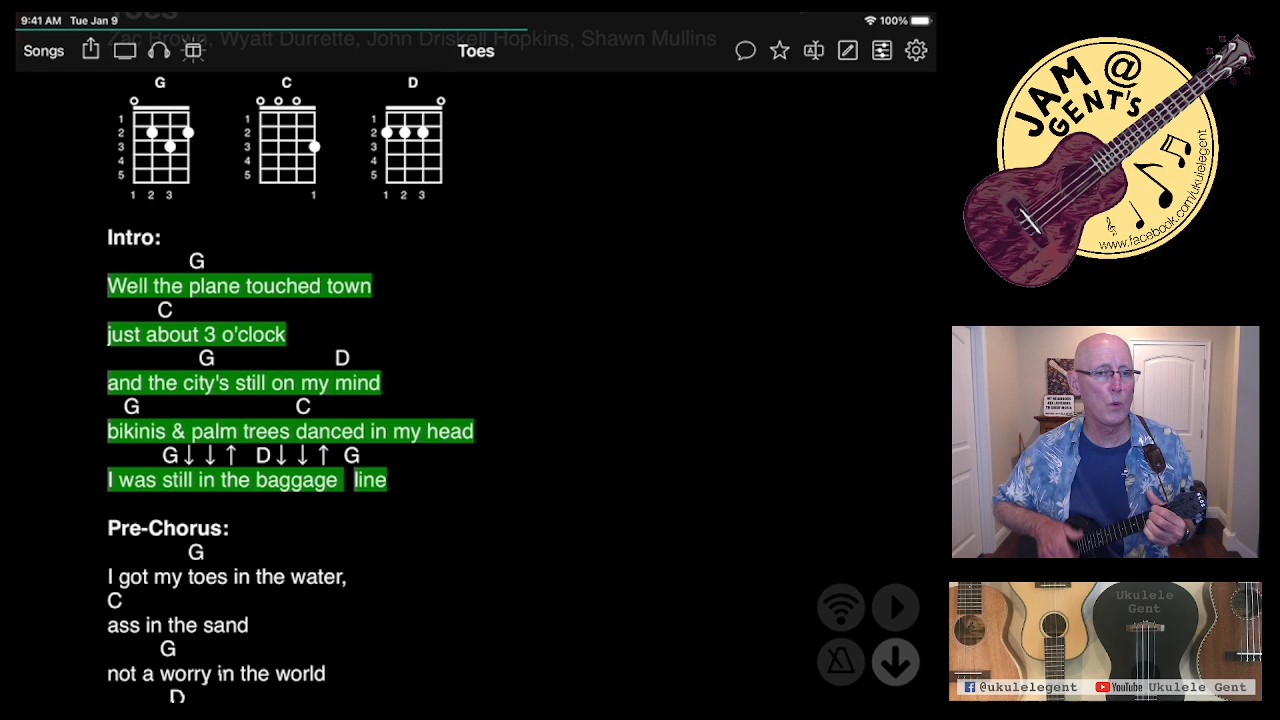 9:41 AM Tue Jan 9
100%
Toes
Zac Brown, Wyatt Durrette, John Driskell Hopkins, Shawn Mullins
Songs
Toes
G C D
1 1 1
2 2 2
3 3 3
4 4 4
5 5 5
1 2 3 1 1 2 3
Intro:
G
Well the plane touched town
C
just about 3 o'clock
G D
and the city's still on my mind
G C
bikinis & palm trees danced in my head
G↓ ↓ ↑ D↓ ↓ ↑ G
I was still in the baggage line
Pre-Chorus:
G
I got my toes in the water,
C
ass in the sand
G
not a worry in the world
D
JAM @
GENT'S
www.facebook.com/ukulelegent
Ukulele
Gent
@ukulelegent YouTube Ukulele Gent